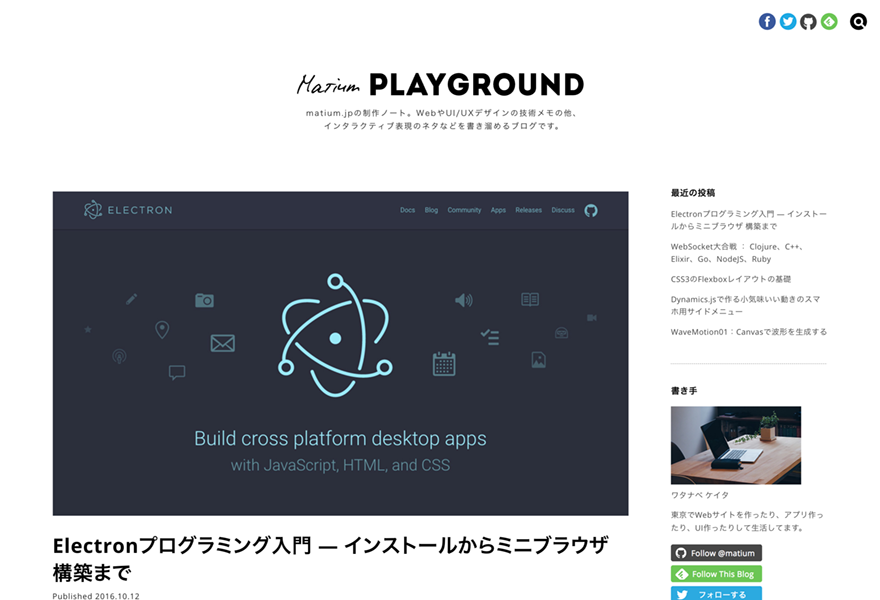 Matium PLAYGROUND
matium.jpの制作ノート。WebやUI/UXデザインの技術メモの他、
インタラクティブ表現のネタなどを書き溜めるブログです。
ELECTRON
Docs Blog Community Apps Releases Discuss
Build cross platform desktop apps
with JavaScript, HTML, and CSS
Electronプログラミング入門 — インストールからミニブラウザ
構築まで
Published 2016.10.12
最近の投稿
Electronプログラミング入門 — インストー
ルからミニブラウザ 構築まで
WebSocket大合戦 ： Clojure、C++、
Elixir、Go、NodeJS、Ruby
CSS3のFlexboxレイアウトの基礎
Dynamics.jsで作る小気味いい動きのスマ
ホ用サイドメニュー
WaveMotion01：Canvasで波形を生成する
書き手
ワタナベ ケイタ
東京でWebサイトを作ったり、アプリ作っ
たり、UI作ったりして生活してます。
Follow @matium
Follow This Blog
フォローする